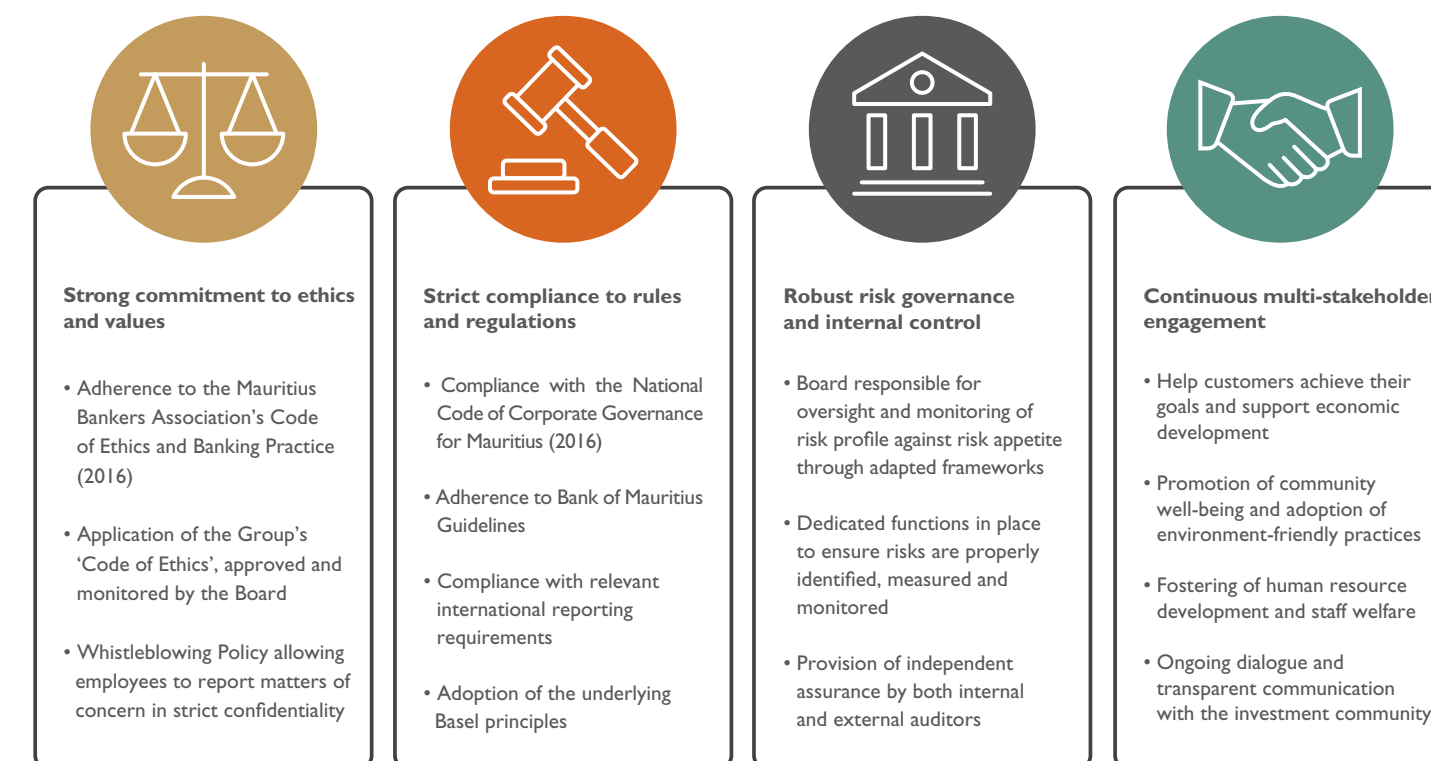 Strong commitment to ethics
and values
• Adherence to the Mauritius
Bankers Association's Code
of Ethics and Banking Practice
(2016)
• Application of the Group's
‘Code of Ethics’, approved and
monitored by the Board
• Whistleblowing Policy allowing
employees to report matters of
concern in strict confidentiality
Strict compliance to rules
and regulations
• Compliance with the National
Code of Corporate Governance
for Mauritius (2016)
• Adherence to Bank of Mauritius
Guidelines
• Compliance with relevant
international reporting
requirements
• Adoption of the underlying
Basel principles
Robust risk governance
and internal control
• Board responsible for
oversight and monitoring of
risk profile against risk appetite
through adapted frameworks
• Dedicated functions in place
to ensure risks are properly
identified, measured and
monitored
• Provision of independent
assurance by both internal
and external auditors
Continuous multi-stakeholder
engagement
• Help customers achieve their
goals and support economic
development
• Promotion of community
well-being and adoption of
environment-friendly practices
• Fostering of human resource
development and staff welfare
• Ongoing dialogue and
transparent communication
with the investment community